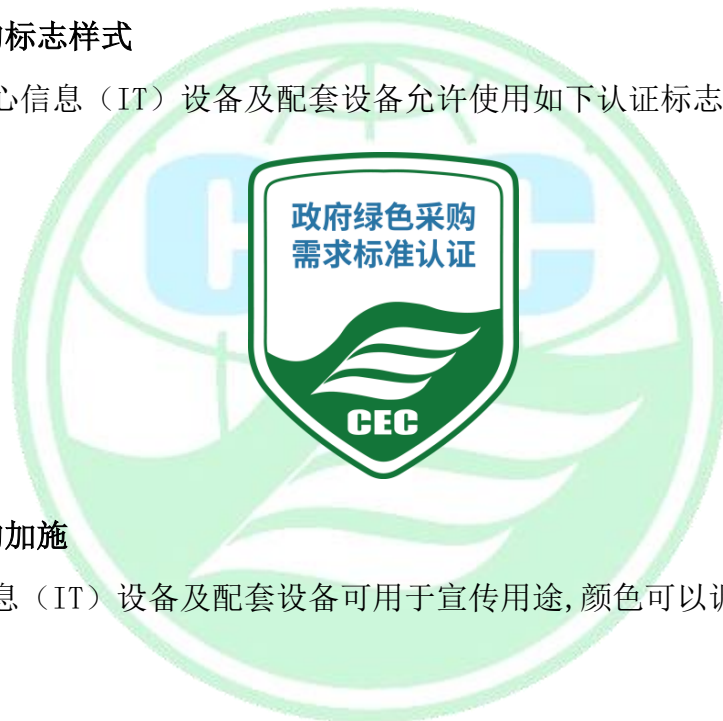 标志样式
信息（IT）设备及配套设备允许使用如下认证标志
政府绿色采购
需求标准认证
CEC
加施
息（IT）设备及配套设备可用于宣传用途,颜色可以
CEC